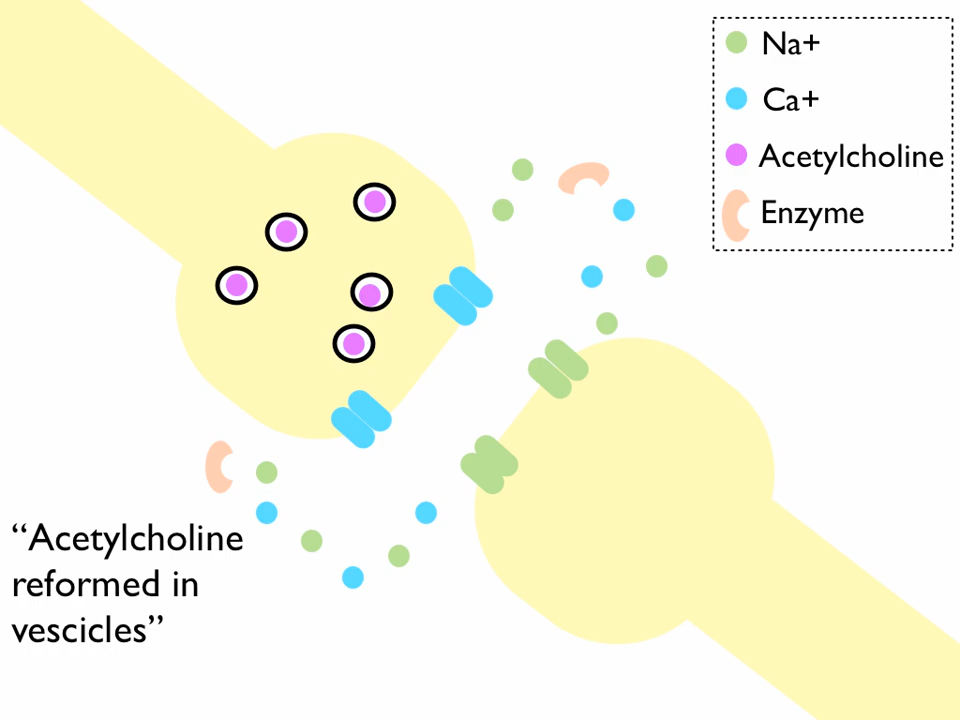 Na+
Ca+
Acetylcholine
Enzyme
“Acetylcholine
reformed in
vescicles”